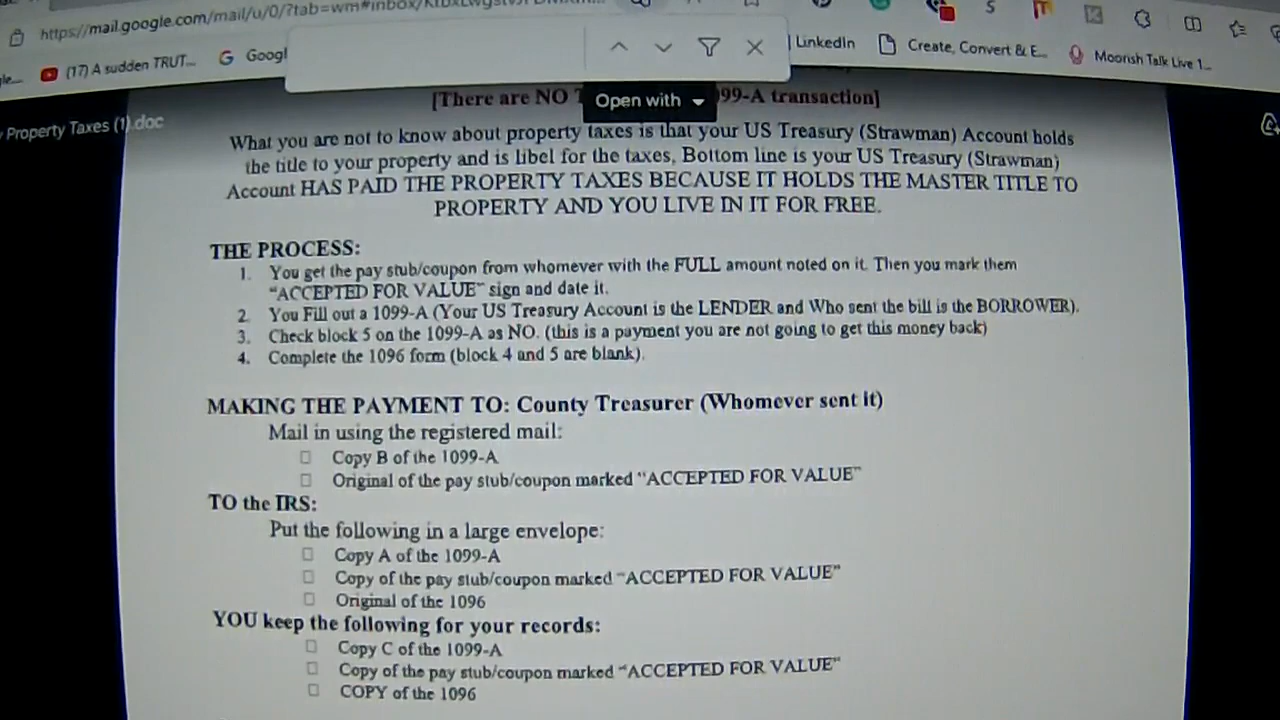 https://mail.google.com/mail/u/0/?tab=wm#inbox/
(17) A sudden TRUT...
Googl
LinkedIn
Create, Convert & E...
Moorish Talk Live 1...
Property Taxes (1).doc
Open with
[There are NO 99-A transaction]
What you are not to know about property taxes is that your US Treasury (Strawman) Account holds
the title to your property and is libel for the taxes, Bottom line is your US Treasury (Strawman)
Account HAS PAID THE PROPERTY TAXES BECAUSE IT HOLDS THE MASTER TITLE TO
PROPERTY AND YOU LIVE IN IT FOR FREE.
THE PROCESS:
1. You get the pay stub/coupon from whomever with the FULL amount noted on it. Then you mark them
"ACCEPTED FOR VALUE" sign and date it.
2. You Fill out a 1099-A (Your US Treasury Account is the LENDER and Who sent the bill is the BORROWER).
3. Check block 5 on the 1099-A as NO. (this is a payment you are not going to get this money back)
4. Complete the 1096 form (block 4 and 5 are blank).
MAKING THE PAYMENT TO: County Treasurer (Whomever sent it)
Mail in using the registered mail:
Copy B of the 1099-A
Original of the pay stub/coupon marked "ACCEPTED FOR VALUE"
TO the IRS:
Put the following in a large envelope:
Copy A of the 1099-A
Copy of the pay stub/coupon marked "ACCEPTED FOR VALUE"
Original of the 1096
YOU keep the following for your records:
Copy C of the 1099-A
Copy of the pay stub/coupon marked "ACCEPTED FOR VALUE"
COPY of the 1096